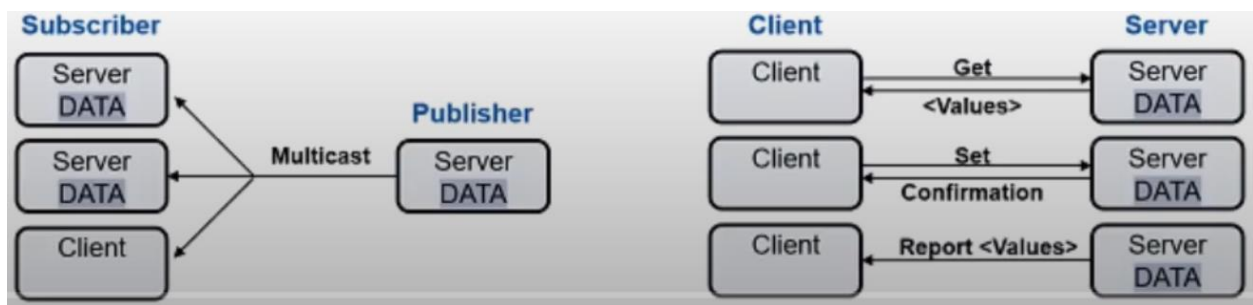 Subscriber
Server
DATA
Server
DATA
Client
Multicast
Publisher
Server
DATA
Client
Server
Client
Get
<Values>
Server
DATA
Client
Set
Confirmation
Server
DATA
Client
Report <Values>
Server
DATA